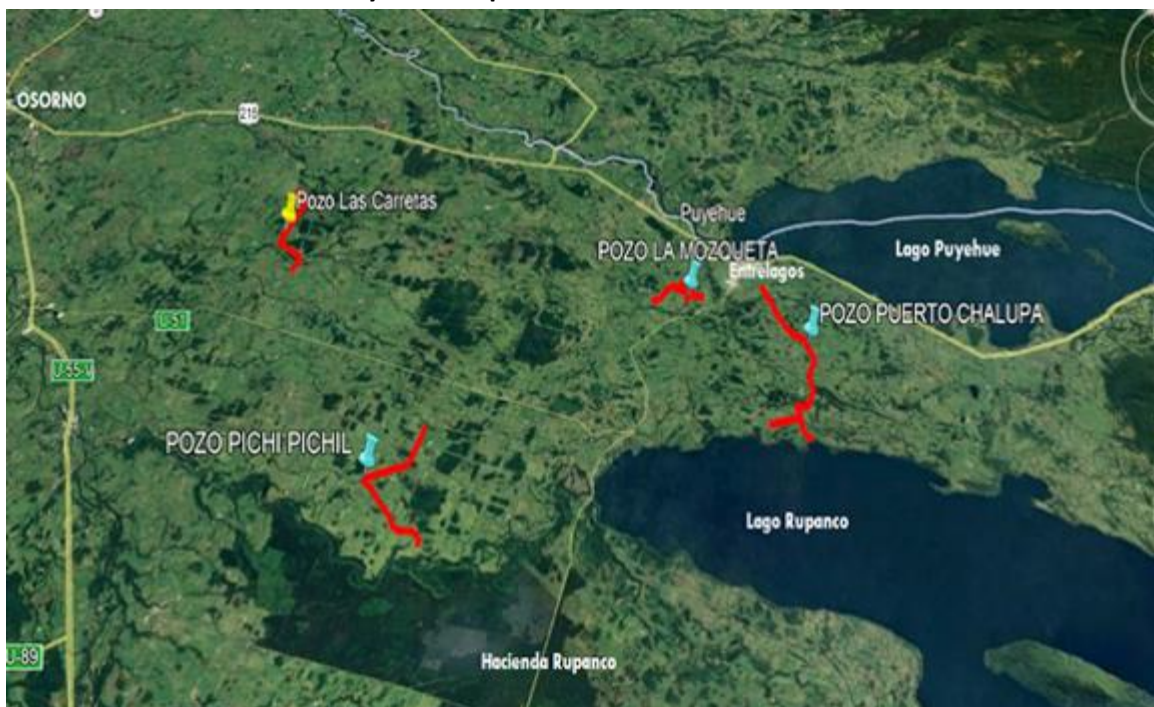 OSORNO
218
Pozo Las Carretas
Puyehue
Lago Puyehue
POZO LA MOZQUETA
Entrelagos
POZO PUERTO CHALUPA
U-51
U-55-V
POZO PICHI PICHIL
Lago Rupanco
Hacienda Rupanco
U-89